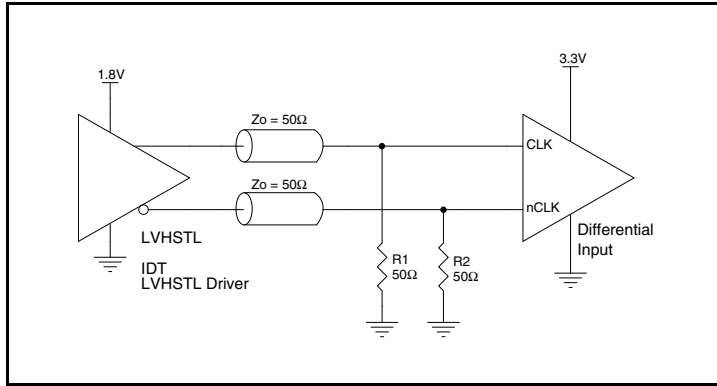 1.8V
3.3V
Zo = 50Ω
CLK
Zo = 50Ω
nCLK
LVHSTL
IDT
LVHSTL Driver
R1
50Ω
R2
50Ω
Differential
Input